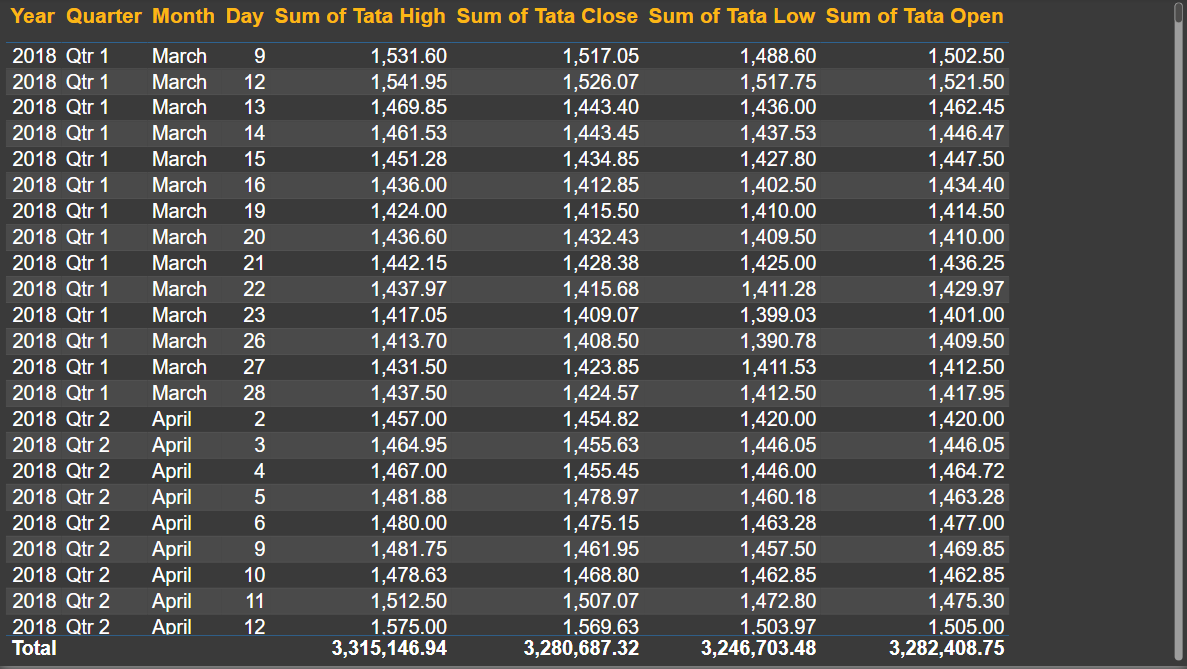 Year Quarter Month Day Sum of Tata High Sum of Tata Close Sum of Tata Low Sum of Tata Open
2018 Qtr 1 March 9 1,531.60 1,517.05 1,488.60 1,502.50
2018 Qtr 1 March 12 1,541.95 1,526.07 1,517.75 1,521.50
2018 Qtr 1 March 13 1,469.85 1,443.40 1,436.00 1,462.45
2018 Qtr 1 March 14 1,461.53 1,443.45 1,437.53 1,446.47
2018 Qtr 1 March 15 1,451.28 1,434.85 1,427.80 1,447.50
2018 Qtr 1 March 16 1,436.00 1,412.85 1,402.50 1,434.40
2018 Qtr 1 March 19 1,424.00 1,415.50 1,410.00 1,414.50
2018 Qtr 1 March 20 1,436.60 1,432.43 1,409.50 1,410.00
2018 Qtr 1 March 21 1,442.15 1,428.38 1,425.00 1,436.25
2018 Qtr 1 March 22 1,437.97 1,415.68 1,411.28 1,429.97
2018 Qtr 1 March 23 1,417.05 1,409.07 1,399.03 1,401.00
2018 Qtr 1 March 26 1,413.70 1,408.50 1,390.78 1,409.50
2018 Qtr 1 March 27 1,431.50 1,423.85 1,411.53 1,412.50
2018 Qtr 1 March 28 1,437.50 1,424.57 1,412.50 1,417.95
2018 Qtr 2 April 2 1,457.00 1,454.82 1,420.00 1,420.00
2018 Qtr 2 April 3 1,464.95 1,455.63 1,446.05 1,446.05
2018 Qtr 2 April 4 1,467.00 1,455.45 1,446.00 1,464.72
2018 Qtr 2 April 5 1,481.88 1,478.97 1,460.18 1,463.28
2018 Qtr 2 April 6 1,480.00 1,475.15 1,463.28 1,477.00
2018 Qtr 2 April 9 1,481.75 1,461.95 1,457.50 1,469.85
2018 Qtr 2 April 10 1,478.63 1,468.80 1,462.85 1,462.85
2018 Qtr 2 April 11 1,512.50 1,507.07 1,472.80 1,475.30
2018 Qtr 2 April 12 1,575.00 1,569.63 1,503.97 1,505.00
Total 3,315,146.94 3,280,687.32 3,246,703.48 3,282,408.75